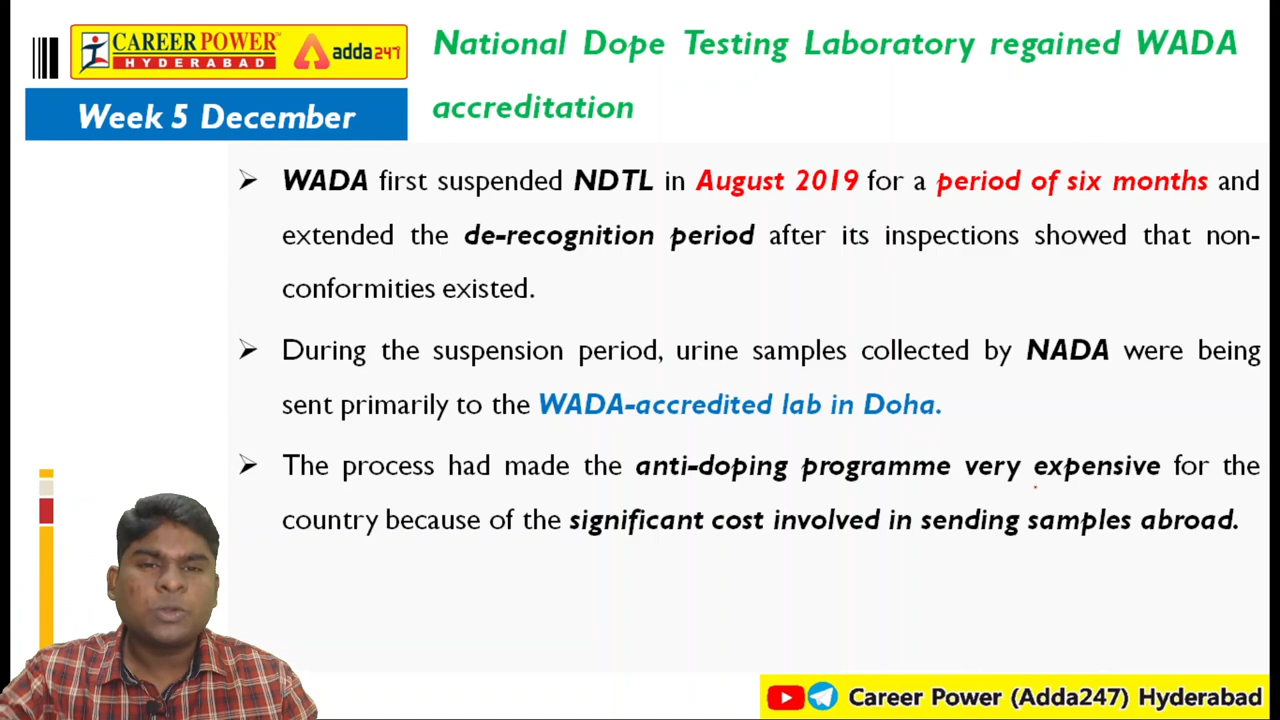 CAREER POWER
HYDERABAD
adda247
Week 5 December
National Dope Testing Laboratory regained WADA
accreditation
➢ WADA first suspended NDTL in August 2019 for a period of six months and
extended the de-recognition period after its inspections showed that non-
conformities existed.
➢ During the suspension period, urine samples collected by NADA were being
sent primarily to the WADA-accredited lab in Doha.
➢ The process had made the anti-doping programme very expensive for the
country because of the significant cost involved in sending samples abroad.
Career Power (Adda247) Hyderabad